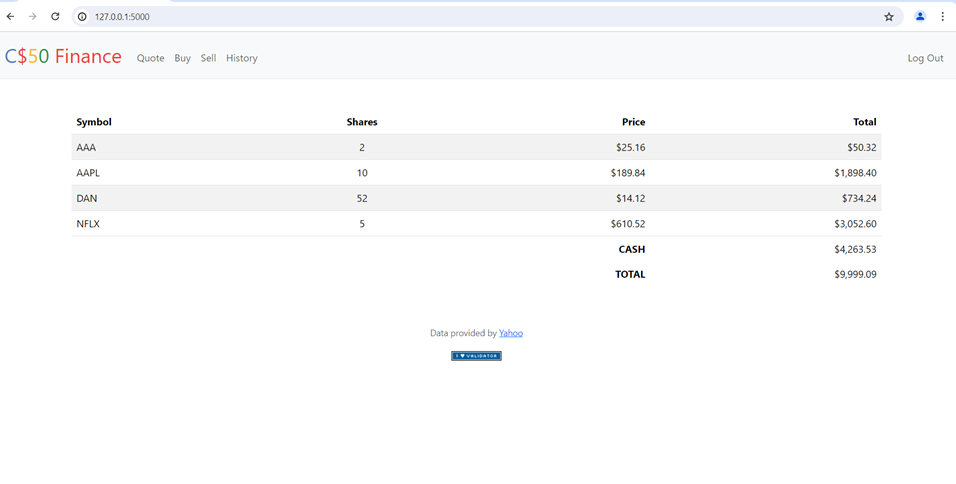 127.0.0.1:5000
C$50 Finance Quote Buy Sell History Log Out
Symbol Shares Price Total
AAA 2 $25.16 $50.32
AAPL 10 $189.84 $1,898.40
DAN 52 $14.12 $734.24
NFLX 5 $610.52 $3,052.60
CASH $4,263.53
TOTAL $9,999.09
Data provided by Yahoo
I ♥ VALIDATOR